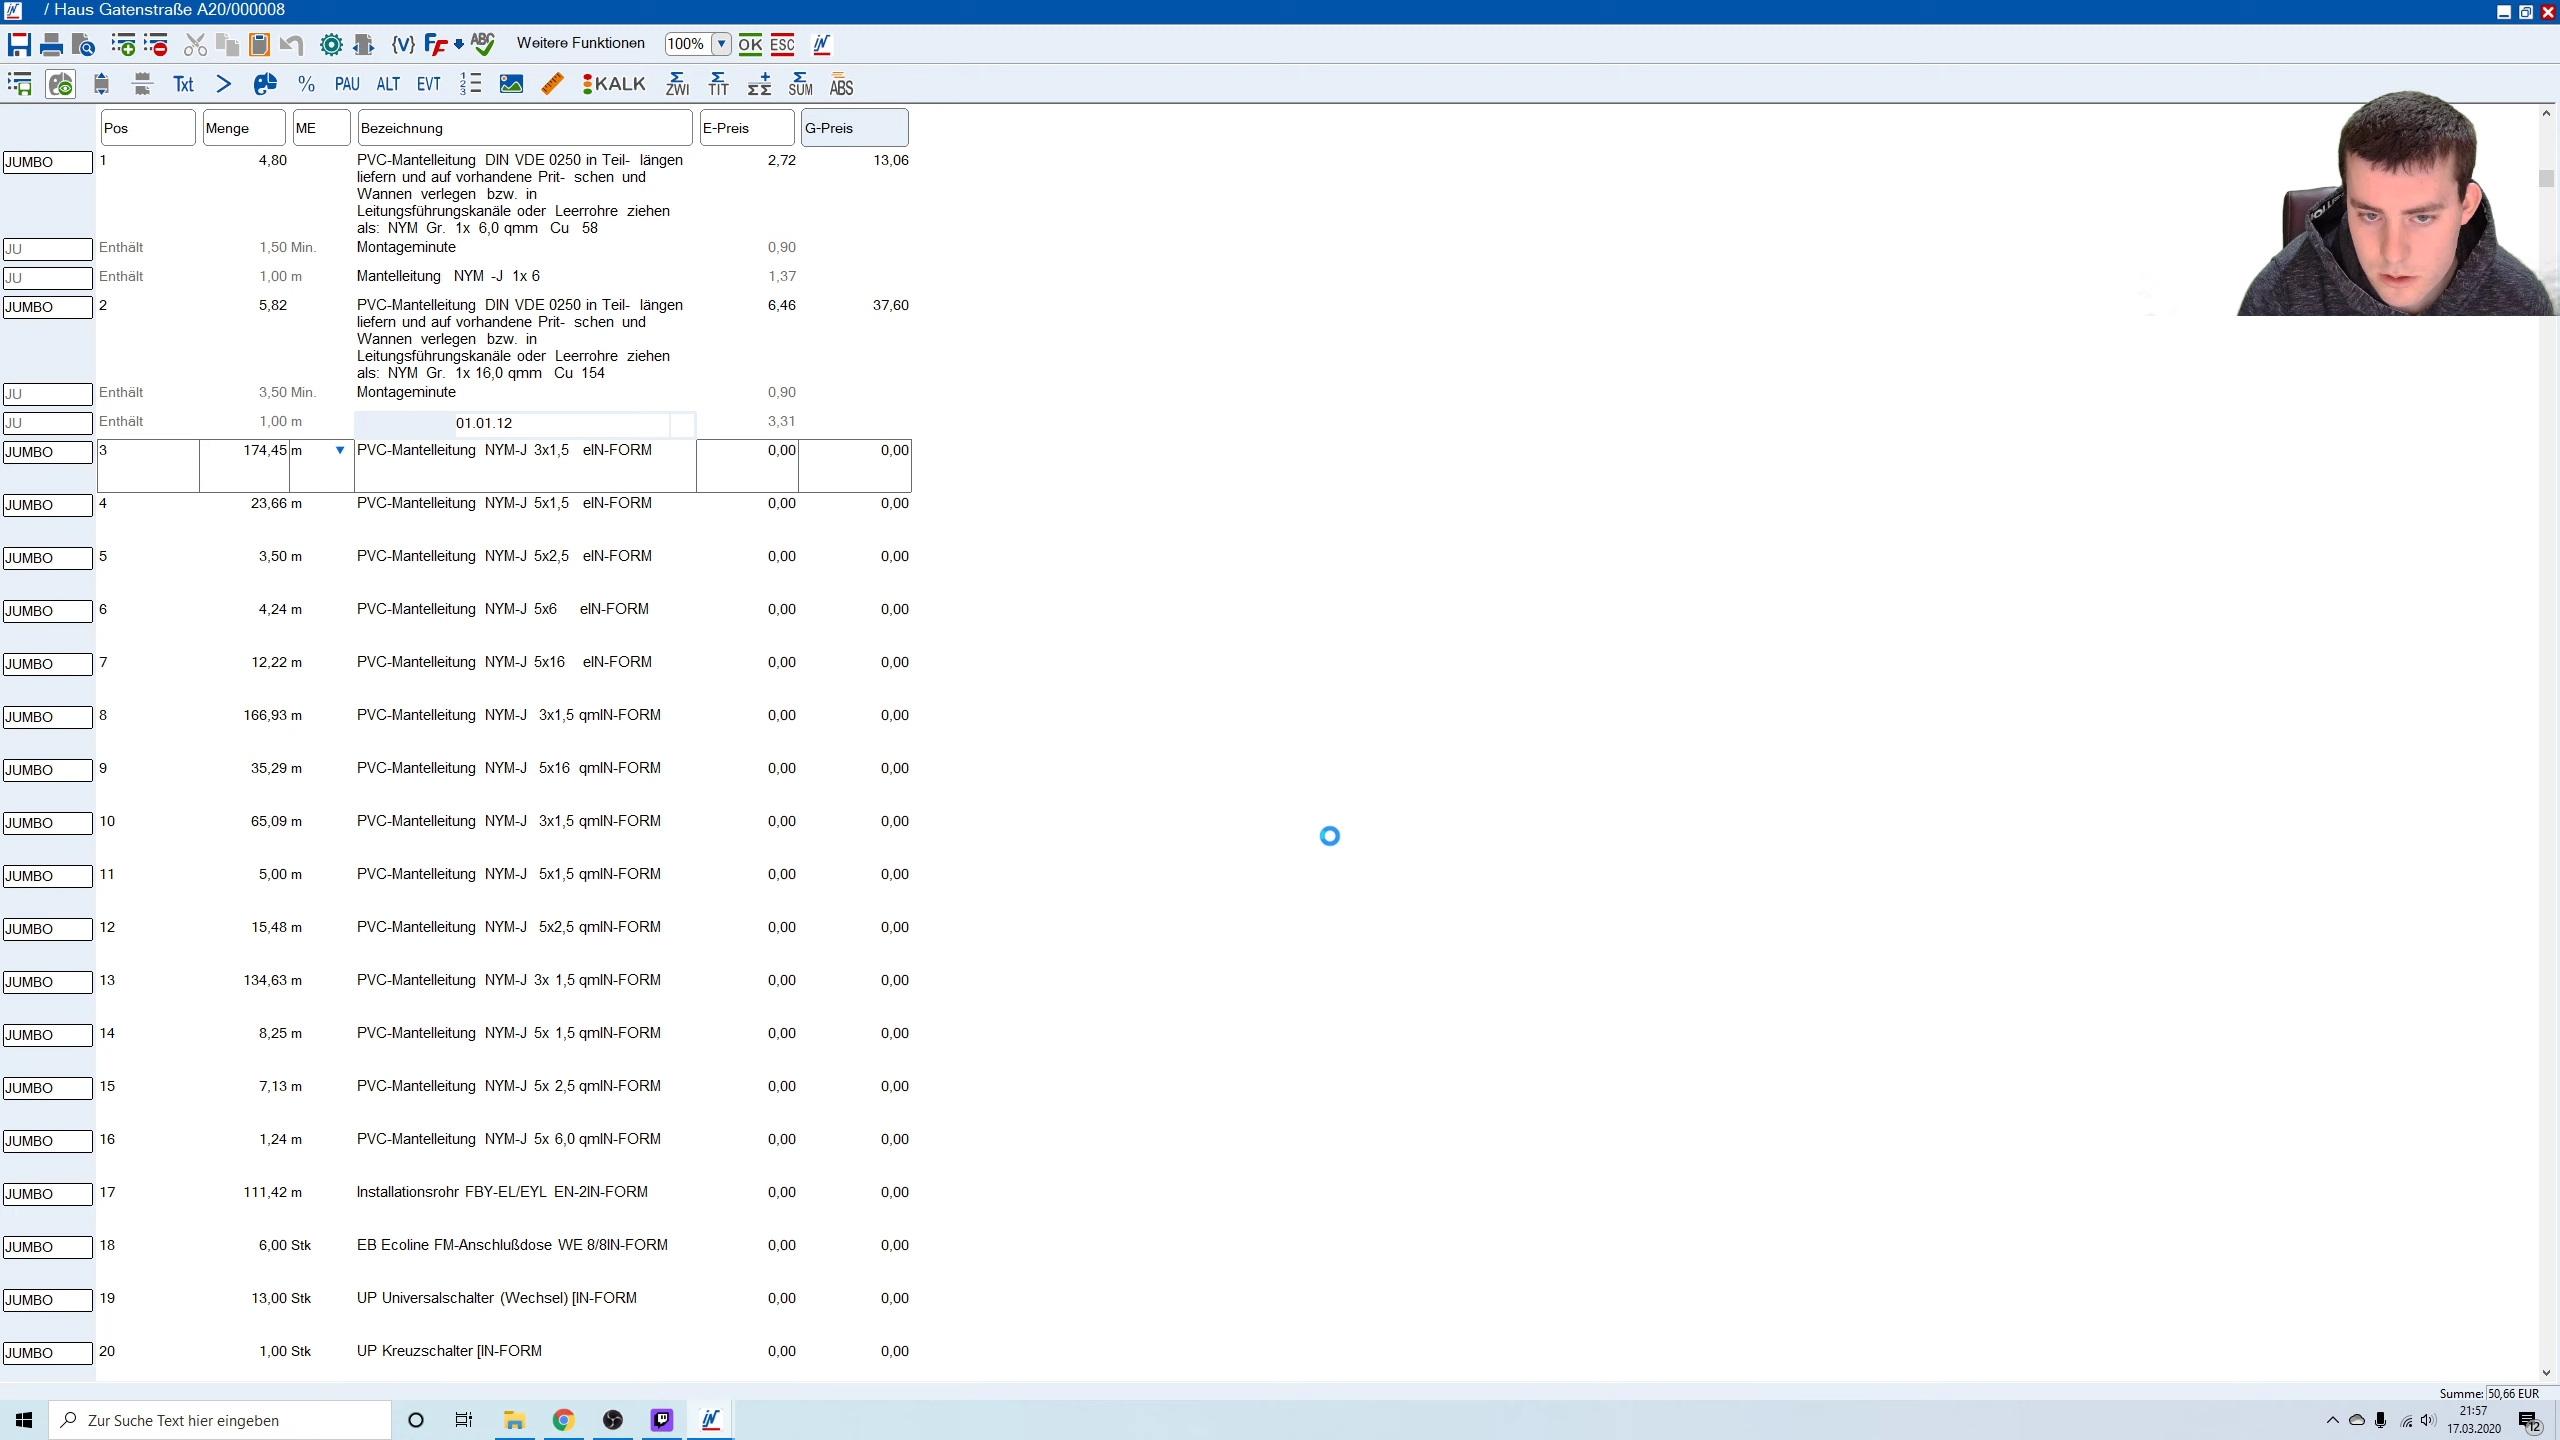 / Haus Gatenstraße A20/000008
{V} FF ABC Weitere Funktionen 100% OK ESC
Txt > % PAU ALT EVT KALK Σ ZWI Σ TIT ΣΣ Σ SUM ABS
Pos Menge ME Bezeichnung E-Preis G-Preis
JUMBO 1 4,80 PVC-Mantelleitung DIN VDE 0250 in Teil- längen 2,72 13,06
liefern und auf vorhandene Prit- schen und
Wannen verlegen bzw. in
Leitungsführungskanäle oder Leerrohre ziehen
als: NYM Gr. 1x 6,0 qmm Cu 58
JU Enthält 1,50 Min. Montageminute 0,90
JU Enthält 1,00 m Mantelleitung NYM -J 1x 6 1,37
JUMBO 2 5,82 PVC-Mantelleitung DIN VDE 0250 in Teil- längen 6,46 37,60
liefern und auf vorhandene Prit- schen und
Wannen verlegen bzw. in
Leitungsführungskanäle oder Leerrohre ziehen
als: NYM Gr. 1x 16,0 qmm Cu 154
JU Enthält 3,50 Min. Montageminute 0,90
JU Enthält 1,00 m 01.01.12 3,31
JUMBO 3 174,45 m PVC-Mantelleitung NYM-J 3x1,5 eIN-FORM 0,00 0,00
JUMBO 4 23,66 m PVC-Mantelleitung NYM-J 5x1,5 eIN-FORM 0,00 0,00
JUMBO 5 3,50 m PVC-Mantelleitung NYM-J 5x2,5 eIN-FORM 0,00 0,00
JUMBO 6 4,24 m PVC-Mantelleitung NYM-J 5x6 eIN-FORM 0,00 0,00
JUMBO 7 12,22 m PVC-Mantelleitung NYM-J 5x16 eIN-FORM 0,00 0,00
JUMBO 8 166,93 m PVC-Mantelleitung NYM-J 3x1,5 qmIN-FORM 0,00 0,00
JUMBO 9 35,29 m PVC-Mantelleitung NYM-J 5x16 qmIN-FORM 0,00 0,00
JUMBO 10 65,09 m PVC-Mantelleitung NYM-J 3x1,5 qmIN-FORM 0,00 0,00
JUMBO 11 5,00 m PVC-Mantelleitung NYM-J 5x1,5 qmIN-FORM 0,00 0,00
JUMBO 12 15,48 m PVC-Mantelleitung NYM-J 5x2,5 qmIN-FORM 0,00 0,00
JUMBO 13 134,63 m PVC-Mantelleitung NYM-J 3x 1,5 qmIN-FORM 0,00 0,00
JUMBO 14 8,25 m PVC-Mantelleitung NYM-J 5x 1,5 qmIN-FORM 0,00 0,00
JUMBO 15 7,13 m PVC-Mantelleitung NYM-J 5x 2,5 qmIN-FORM 0,00 0,00
JUMBO 16 1,24 m PVC-Mantelleitung NYM-J 5x 6,0 qmIN-FORM 0,00 0,00
JUMBO 17 111,42 m Installationsrohr FBY-EL/EYL EN-2IN-FORM 0,00 0,00
JUMBO 18 6,00 Stk EB Ecoline FM-Anschlußdose WE 8/8IN-FORM 0,00 0,00
JUMBO 19 13,00 Stk UP Universalschalter (Wechsel) [IN-FORM 0,00 0,00
JUMBO 20 1,00 Stk UP Kreuzschalter [IN-FORM 0,00 0,00
Summe: 50,66 EUR
Zur Suche Text hier eingeben
21:57
17.03.2020
12